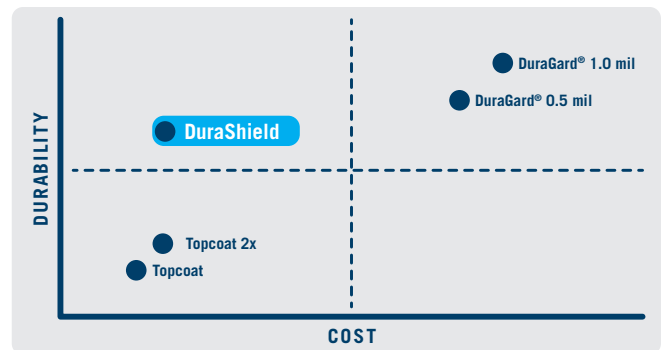 DuraGard® 1.0 mil
DuraGard® 0.5 mil
DuraShield
DURABILITY
Topcoat 2x
Topcoat
COST